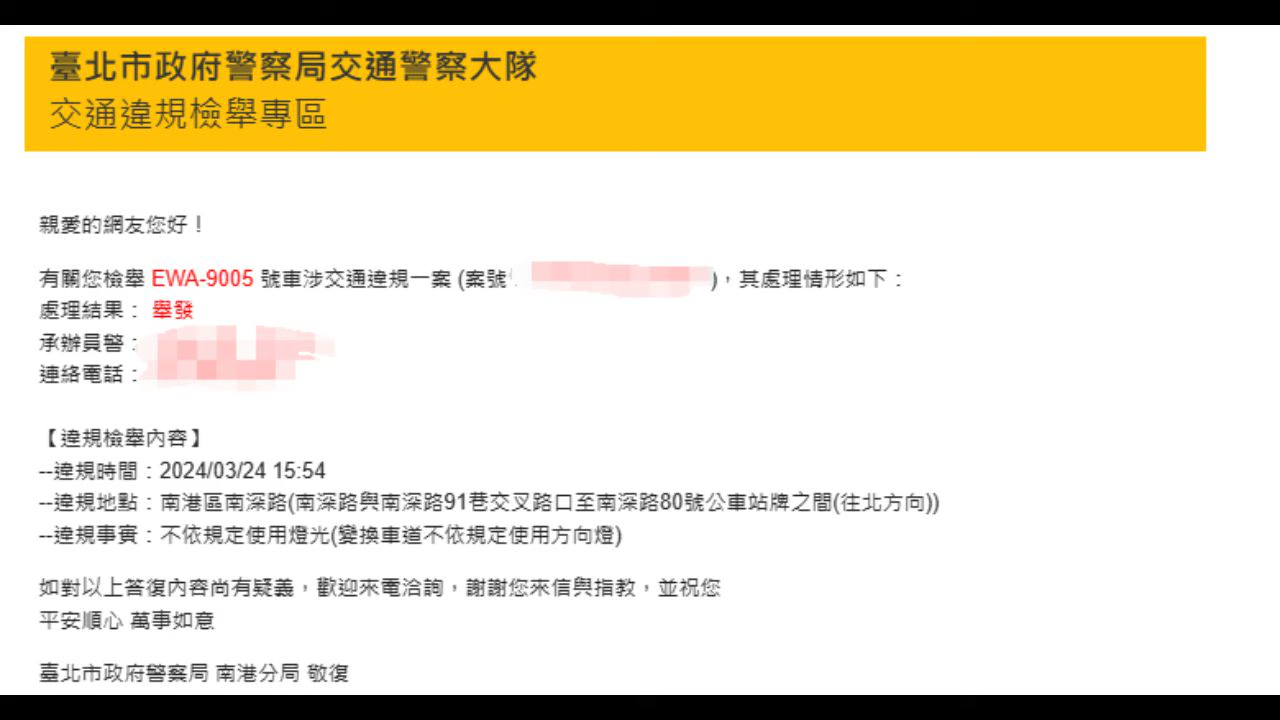 臺北市政府警察局交通警察大隊
交通違規檢舉專區
親愛的網友您好！
有關您檢舉 EWA-9005 號車涉交通違規一案 (案號：)，其處理情形如下：
處理結果： 舉發
承辦員警：
連絡電話：
【違規檢舉內容】
--違規時間：2024/03/24 15:54
--違規地點：南港區南深路(南深路與南深路91巷交叉路口至南深路80號公車站牌之間(往北方向))
--違規事實：不依規定使用燈光(變換車道不依規定使用方向燈)
如對以上答復內容尚有疑義，歡迎來電洽詢，謝謝您來信與指教，並祝您
平安順心 萬事如意
臺北市政府警察局 南港分局 敬復